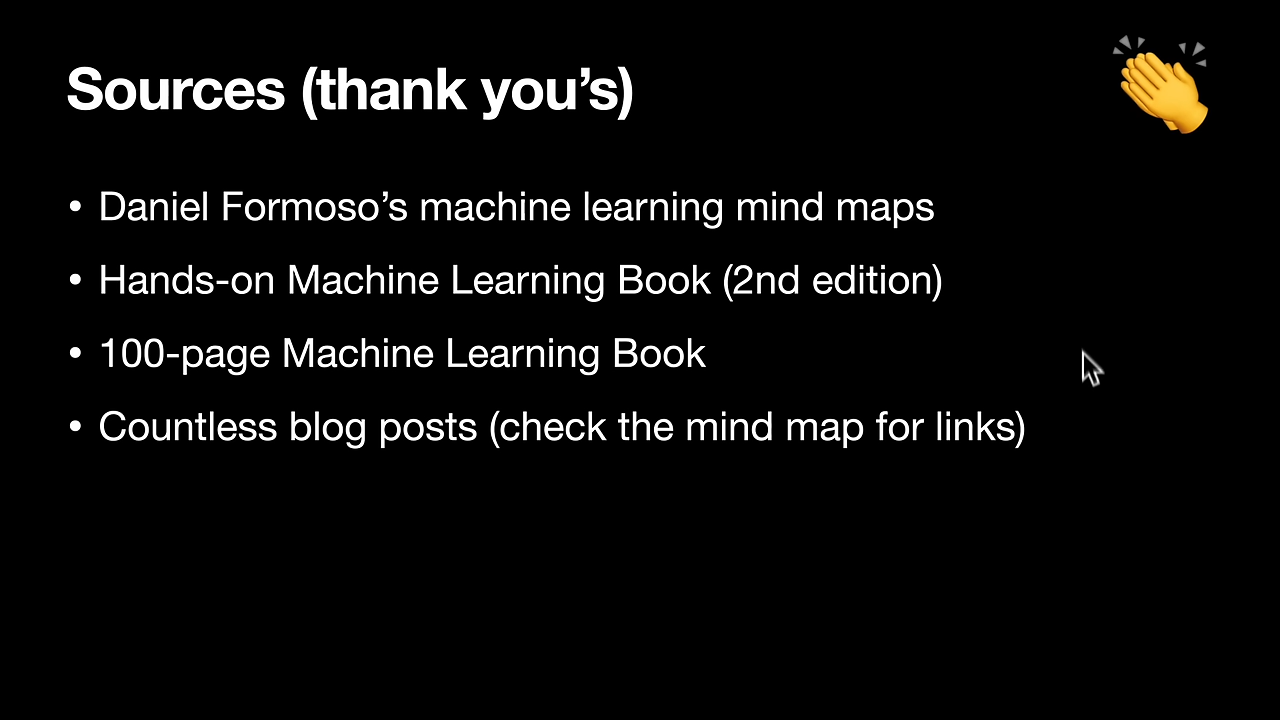 Sources (thank you’s)
• Daniel Formoso’s machine learning mind maps
• Hands-on Machine Learning Book (2nd edition)
• 100-page Machine Learning Book
• Countless blog posts (check the mind map for links)